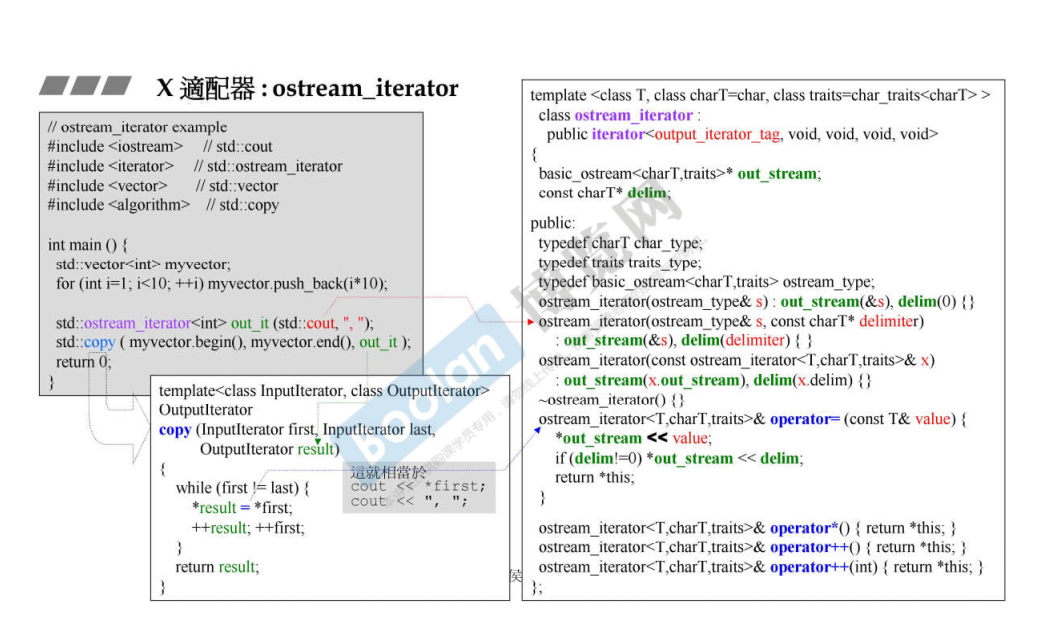 X 適配器 : ostream_iterator
// ostream_iterator example
#include <iostream> // std::cout
#include <iterator> // std::ostream_iterator
#include <vector> // std::vector
#include <algorithm> // std::copy
int main () {
std::vector<int> myvector;
for (int i=1; i<10; ++i) myvector.push_back(i*10);
std::ostream_iterator<int> out_it (std::cout, ", ");
std::copy ( myvector.begin(), myvector.end(), out_it );
return 0;
}
template<class InputIterator, class OutputIterator>
OutputIterator
copy (InputIterator first, InputIterator last,
OutputIterator result)
{
while (first != last) {
*result = *first;
++result; ++first;
}
return result;
}
這就相當於
cout << *first;
cout << ", ";
template <class T, class charT=char, class traits=char_traits<charT> >
class ostream_iterator :
public iterator<output_iterator_tag, void, void, void, void>
{
basic_ostream<charT,traits>* out_stream;
const charT* delim;
public:
typedef charT char_type;
typedef traits traits_type;
typedef basic_ostream<charT,traits> ostream_type;
ostream_iterator(ostream_type& s) : out_stream(&s), delim(0) {}
ostream_iterator(ostream_type& s, const charT* delimiter)
: out_stream(&s), delim(delimiter) { }
ostream_iterator(const ostream_iterator<T,charT,traits>& x)
: out_stream(x.out_stream), delim(x.delim) {}
~ostream_iterator() {}
ostream_iterator<T,charT,traits>& operator= (const T& value) {
*out_stream << value;
if (delim!=0) *out_stream << delim;
return *this;
}
ostream_iterator<T,charT,traits>& operator*() { return *this; }
ostream_iterator<T,charT,traits>& operator++() { return *this; }
ostream_iterator<T,charT,traits>& operator++(int) { return *this; }
};
侯
Boolan
博览网